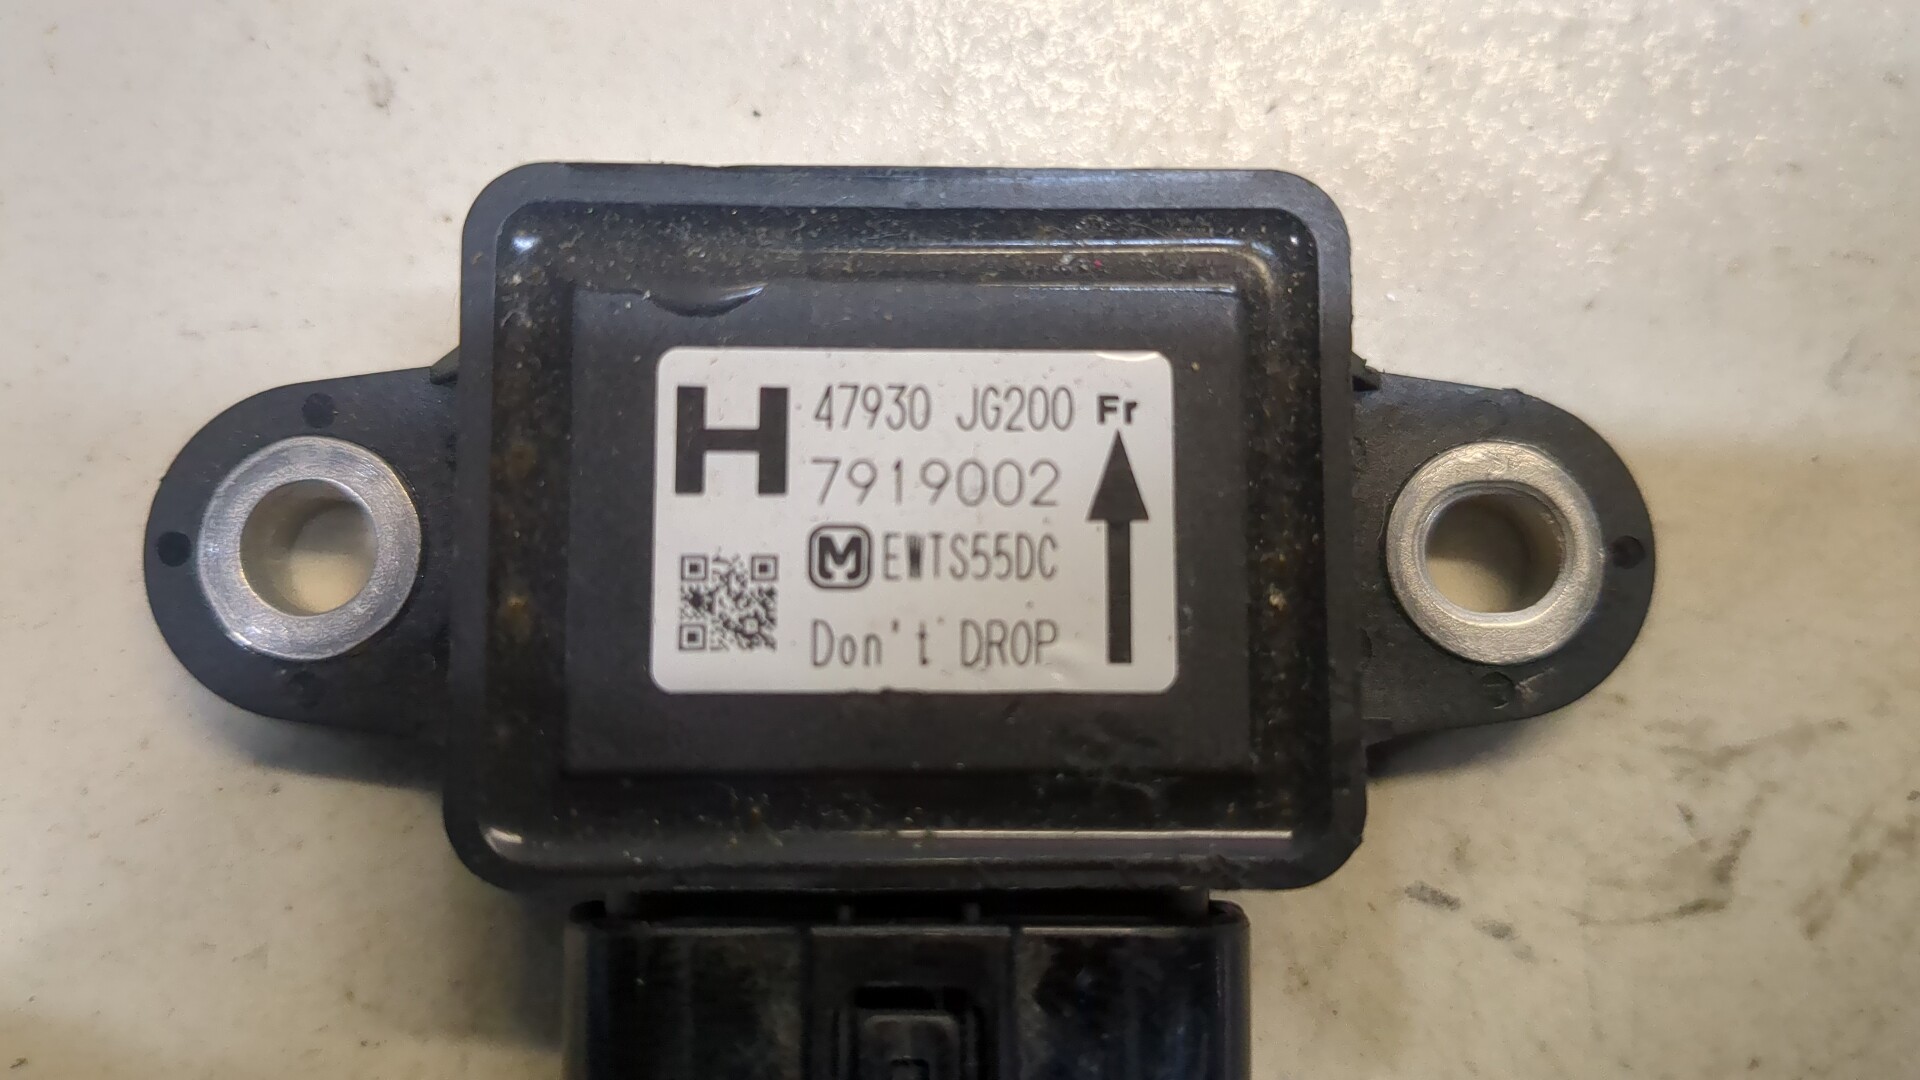 H 47930 JG200 Fr
7919002
M EWTS55DC
Don't DROP